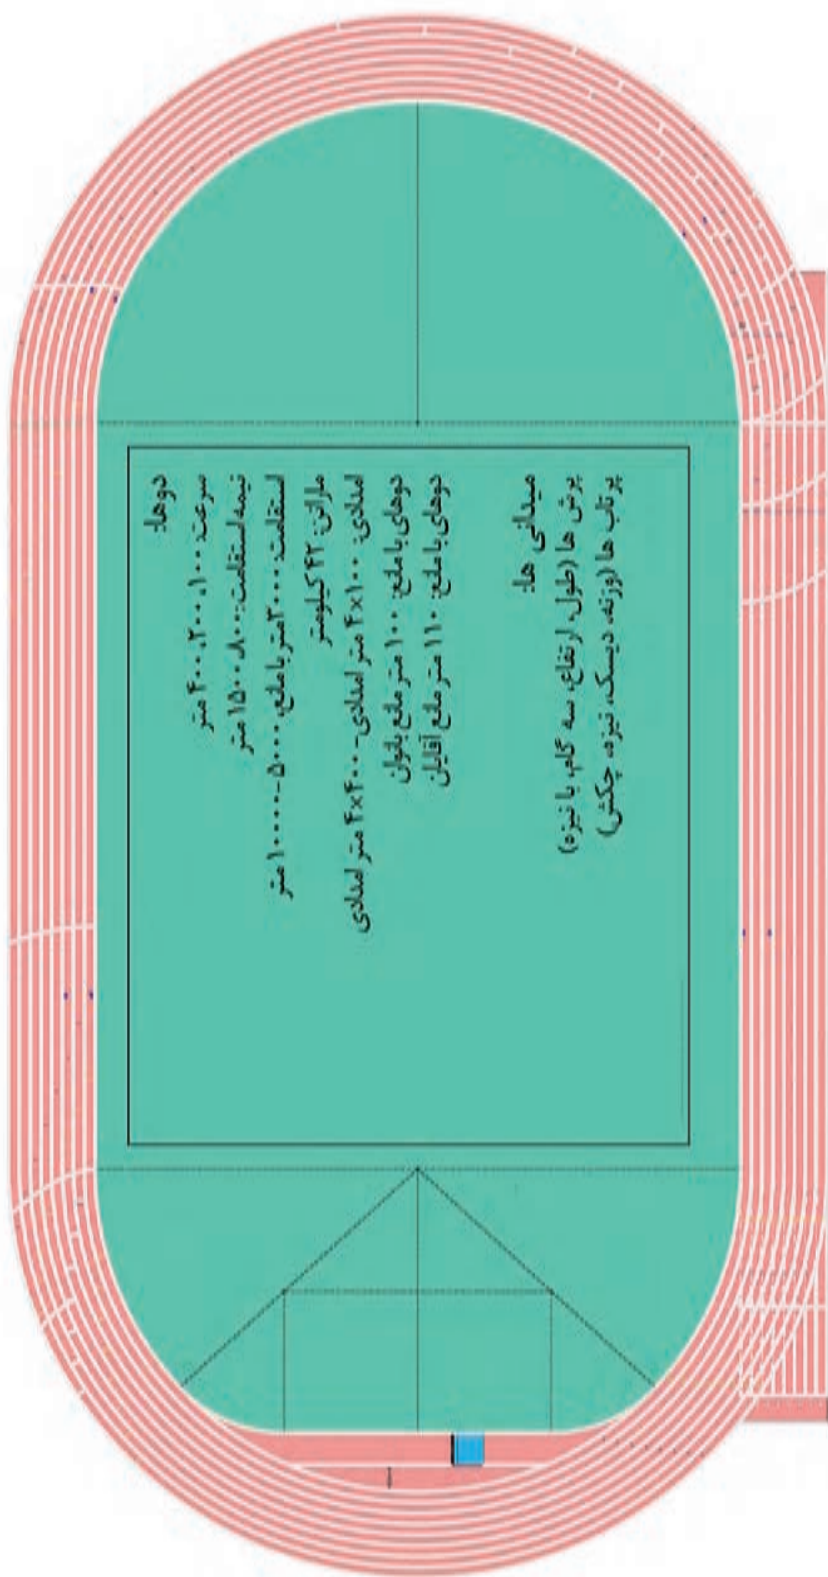 دوها:
سرعت: ۱۰۰، ۲۰۰، ۴۰۰ متر
نیمه استقامت: ۸۰۰، ۱۵۰۰ متر
استقامت: ۳۰۰۰ متر با مانع، ۵۰۰۰-۱۰۰۰۰ متر
ماراتن: ۴۲ کیلومتر
امدادی: ۴×۱۰۰ متر امدادی - ۴×۴۰۰ متر امدادی
دوهای با مانع: ۱۰۰ متر مانع بانوان
دوهای با مانع: ۱۱۰ متر مانع آقایان
میدانی ها:
پرش ها (طول، ارتفاع، سه گام، با نیزه)
پرتاب ها (وزنه، دیسک، نیزه، چکش)